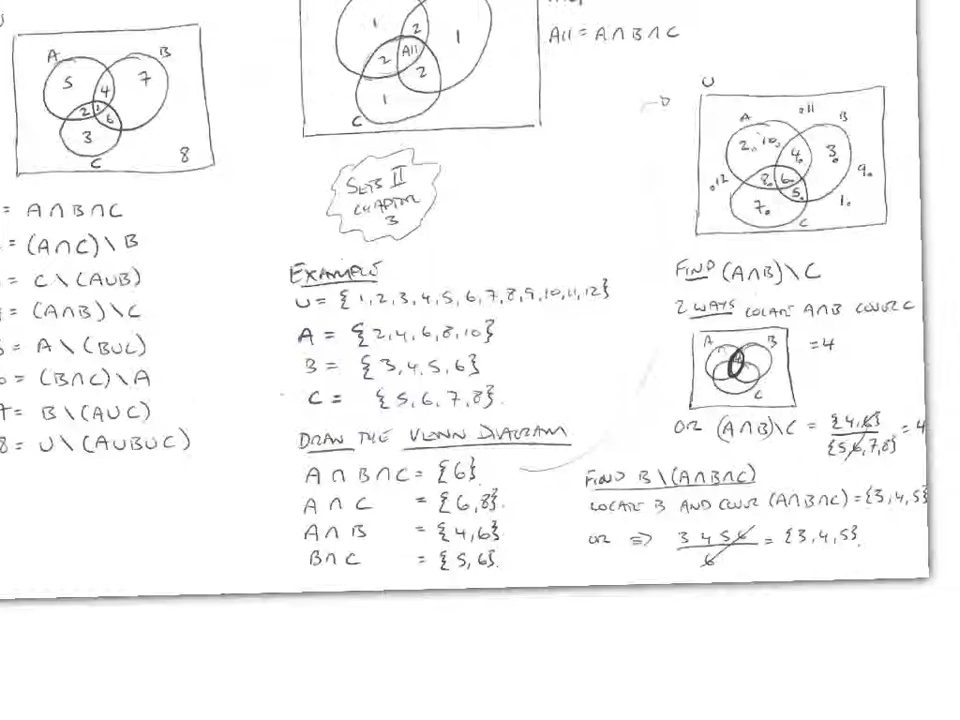 U
A
B
5
4
7
2
1
6
3
C
8
= A∩B∩C
= (A∩C)\B
= C\(A∪B)
= (A∩B)\C
= A\(B∪C)
= (B∩C)\A
7= B\(A∪C)
8= U\(A∪B∪C)
1
2
1
2
All
2
1
C
All = A∩B∩C
SETS II
CHAPTER
3
EXAMPLE
U = {1,2,3,4,5,6,7,8,9,10,11,12}
A = {2,4,6,8,10}
B = {3,4,5,6}
C = {5,6,7,8}.
DRAW THE VENN DIAGRAM
A∩B∩C = {6}.
A∩C = {6,8}.
A∩B = {4,6}
B∩C = {5,6}.
U
A
.11
B
2. 10.
4.
3.
9.
.12
8.
6.
5.
1.
7.
C
FIND (A∩B)\C
2 WAYS LOCATE A∩B COVER C
A
B
C
= 4
OR (A∩B)\C = {4,6} / {5,6,7,8} = 4
FIND B\(A∩B∩C)
LOCATE B AND COVER (A∩B∩C) = {3,4,5}
OR ⇒ 3 4 5 6 / 6 = {3,4,5}.